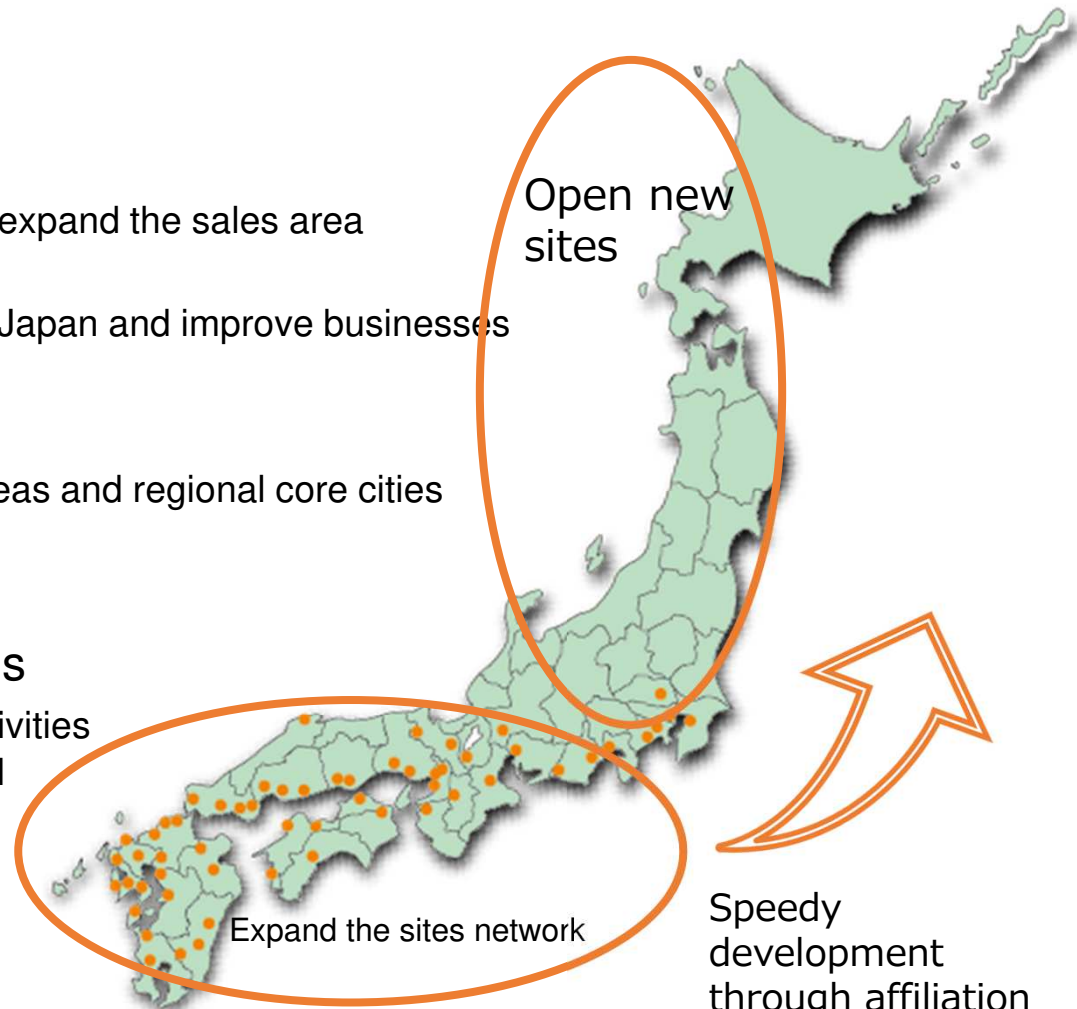 expand the sales area
Open new
sites
Japan and improve businesses
eas and regional core cities
s
ivities
Expand the sites network
Speedy
development
through affiliation